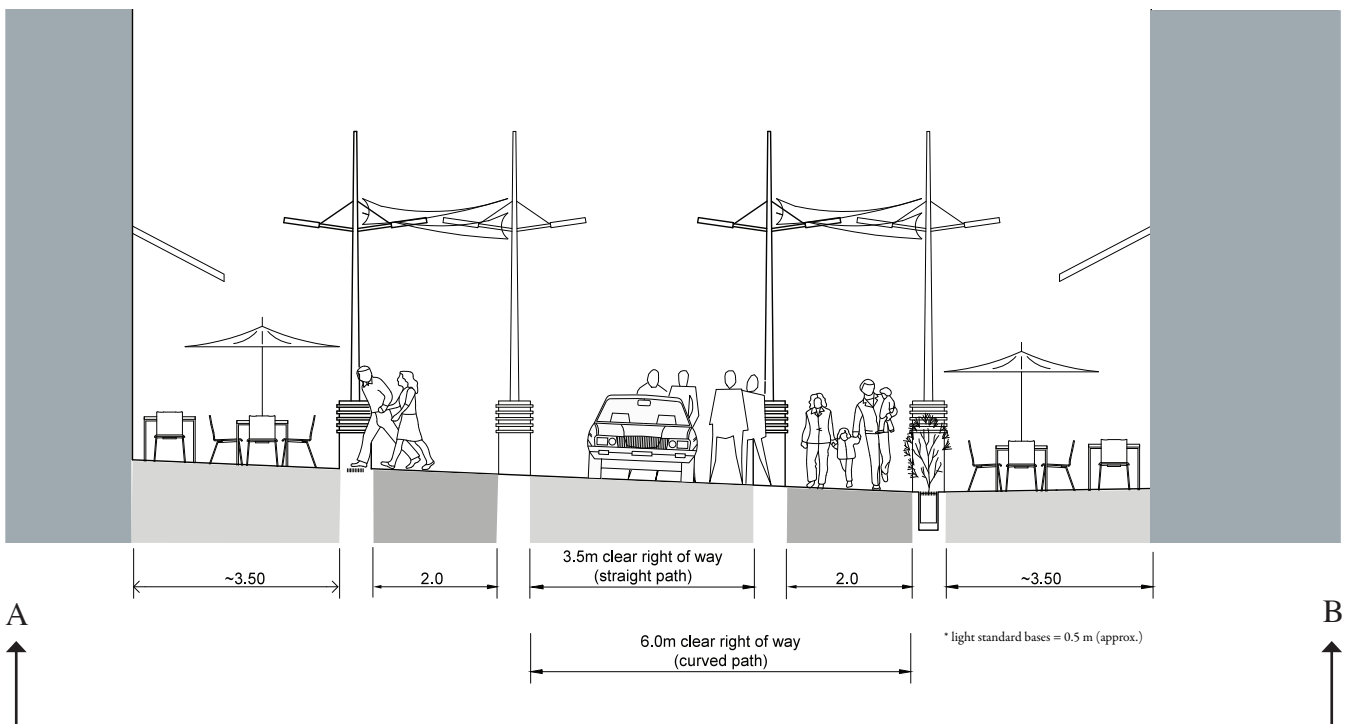 3.5m clear right of way
(straight path)
~3.50
2.0
2.0
~3.50
A
B
6.0m clear right of way
(curved path)
* light standard bases = 0.5 m (approx.)